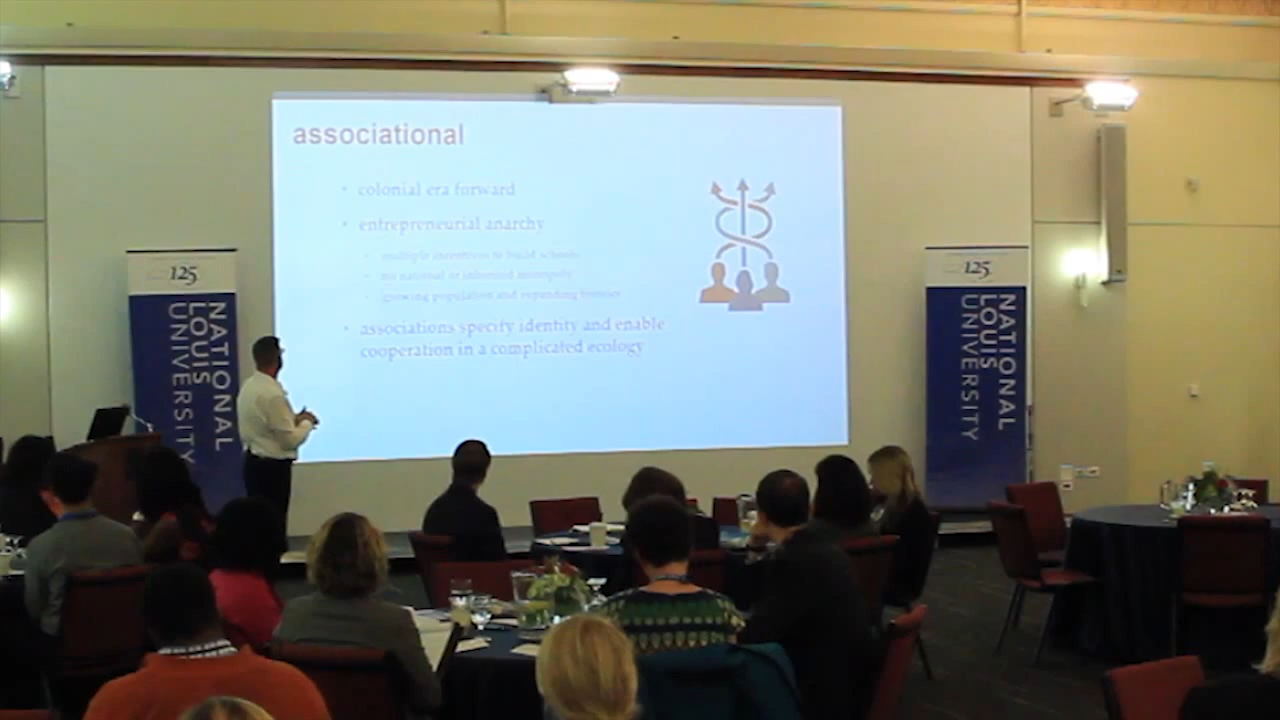 associational
• colonial era forward
• entrepreneurial anarchy
- multiple incentives to build schools
- no national or inherited monopoly
- growing population and expanding frontier
• associations specify identity and enable
cooperation in a complicated ecology
125
NATIONAL
LOUIS
UNIVERSITY
125
NATIONAL
LOUIS
UNIVERSITY